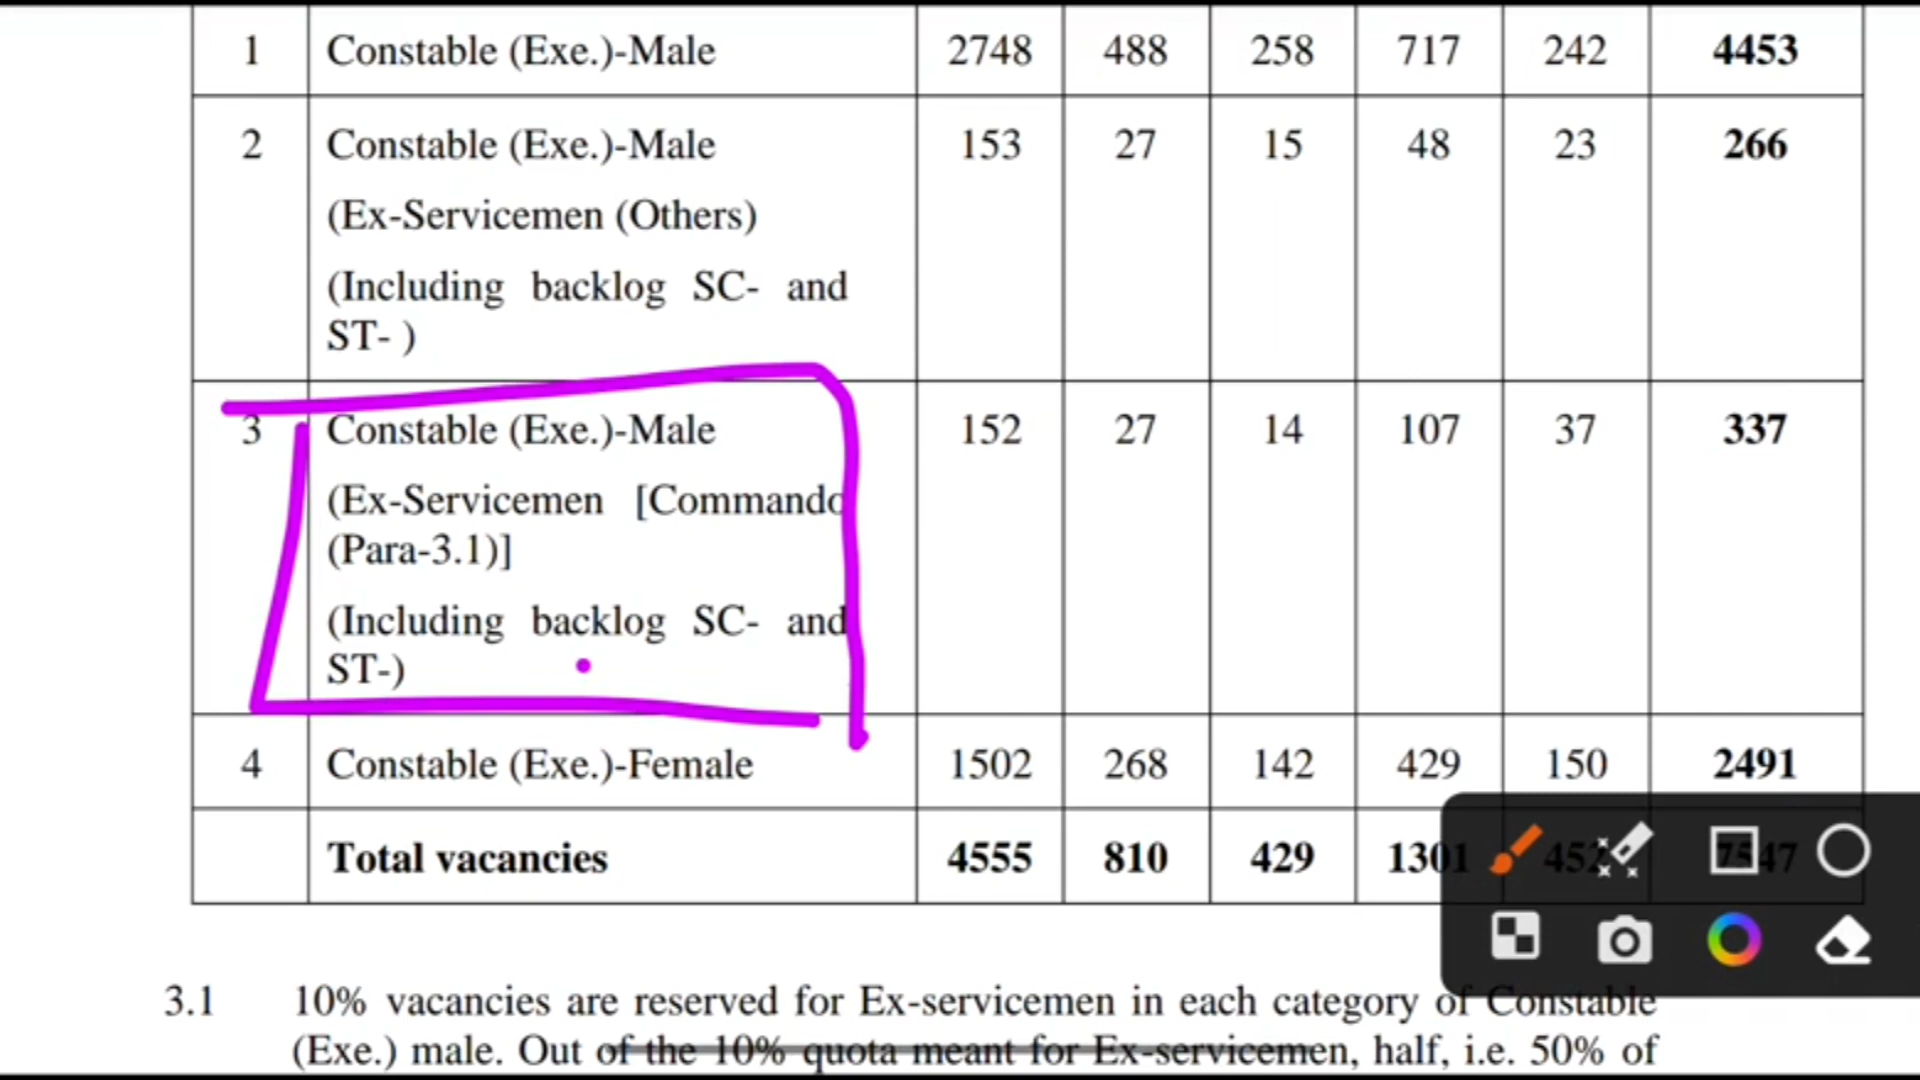 1 Constable (Exe.)-Male 2748 488 258 717 242 4453
2 Constable (Exe.)-Male 153 27 15 48 23 266
(Ex-Servicemen (Others)
(Including backlog SC- and
ST- )
3 Constable (Exe.)-Male 152 27 14 107 37 337
(Ex-Servicemen [Commando
(Para-3.1)]
(Including backlog SC- and
ST-)
4 Constable (Exe.)-Female 1502 268 142 429 150 2491
Total vacancies 4555 810 429 1301 452 7547
3.1 10% vacancies are reserved for Ex-servicemen in each category of Constable
(Exe.) male. Out of the 10% quota meant for Ex-servicemen, half, i.e. 50% of